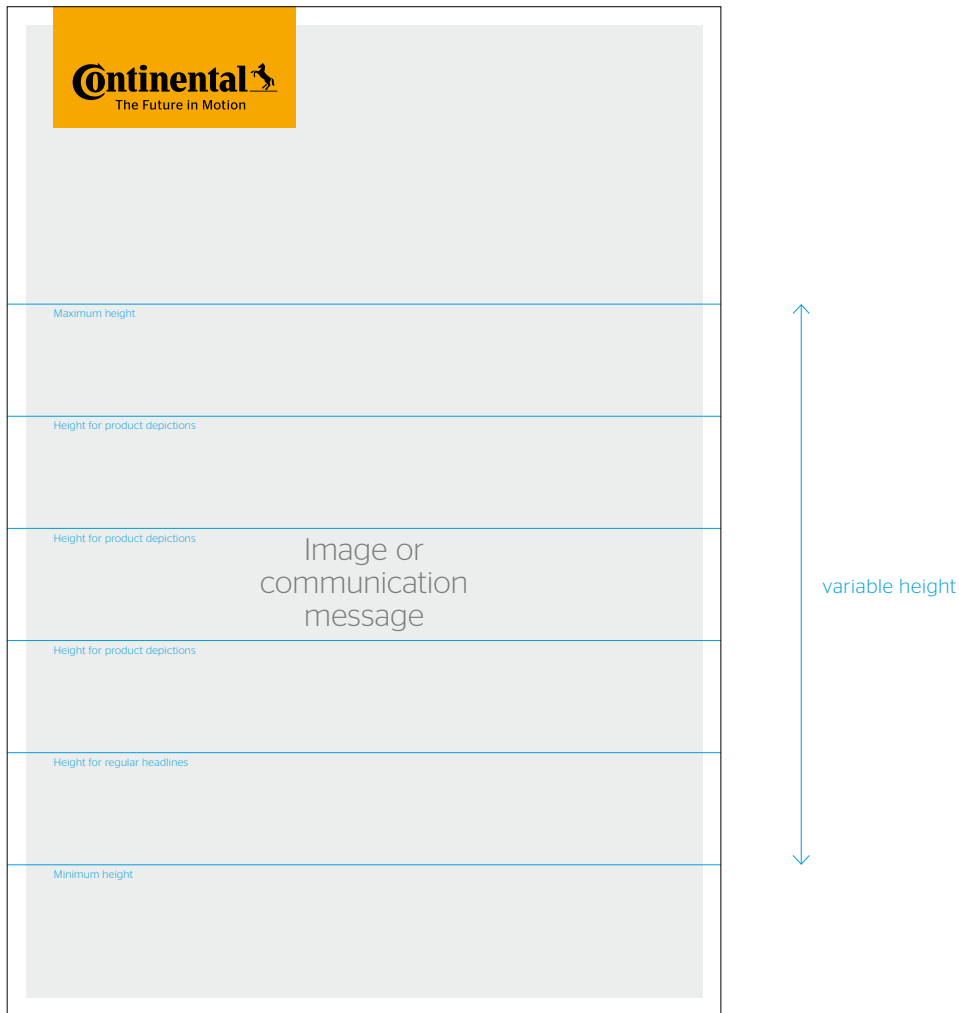 Continental
The Future in Motion
Maximum height
Height for product depictions
Height for product depictions
Image or
communication
message
variable height
Height for product depictions
Height for regular headlines
Minimum height